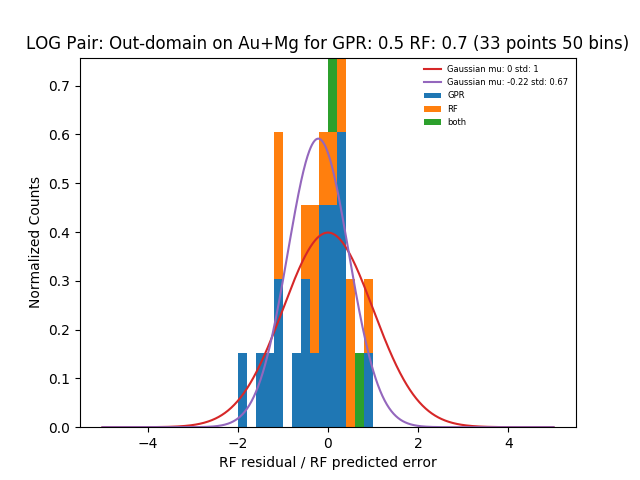 LOG Pair: Out-domain on Au+Mg for GPR: 0.5 RF: 0.7 (33 points 50 bins)
Gaussian mu: 0 std: 1
Gaussian mu: -0.22 std: 0.67
GPR
RF
both
Normalized Counts
0.7
0.6
0.5
0.4
0.3
0.2
0.1
0.0
−4
−2
0
2
4
RF residual / RF predicted error